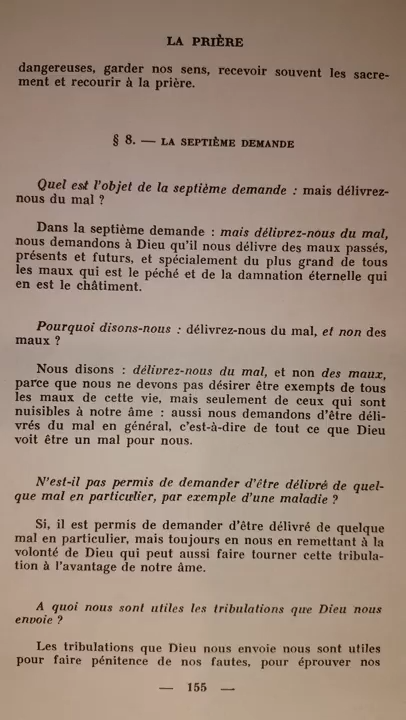 LA PRIÈRE
dangereuses, garder nos sens, recevoir souvent les sacre-
ment et recourir à la prière.
§ 8. — LA SEPTIÈME DEMANDE
Quel est l'objet de la septième demande : mais délivrez-
nous du mal ?
Dans la septième demande : mais délivrez-nous du mal,
nous demandons à Dieu qu'il nous délivre des maux passés,
présents et futurs, et spécialement du plus grand de tous
les maux qui est le péché et de la damnation éternelle qui
en est le châtiment.
Pourquoi disons-nous : délivrez-nous du mal, et non des
maux ?
Nous disons : délivrez-nous du mal, et non des maux,
parce que nous ne devons pas désirer être exempts de tous
les maux de cette vie, mais seulement de ceux qui sont
nuisibles à notre âme : aussi nous demandons d'être déli-
vrés du mal en général, c'est-à-dire de tout ce que Dieu
voit être un mal pour nous.
N'est-il pas permis de demander d'être délivré de quel-
que mal en particulier, par exemple d'une maladie ?
Si, il est permis de demander d'être délivré de quelque
mal en particulier, mais toujours en nous en remettant à la
volonté de Dieu qui peut aussi faire tourner cette tribula-
tion à l'avantage de notre âme.
A quoi nous sont utiles les tribulations que Dieu nous
envoie ?
Les tribulations que Dieu nous envoie nous sont utiles
pour faire pénitence de nos fautes, pour éprouver nos
— 155 —